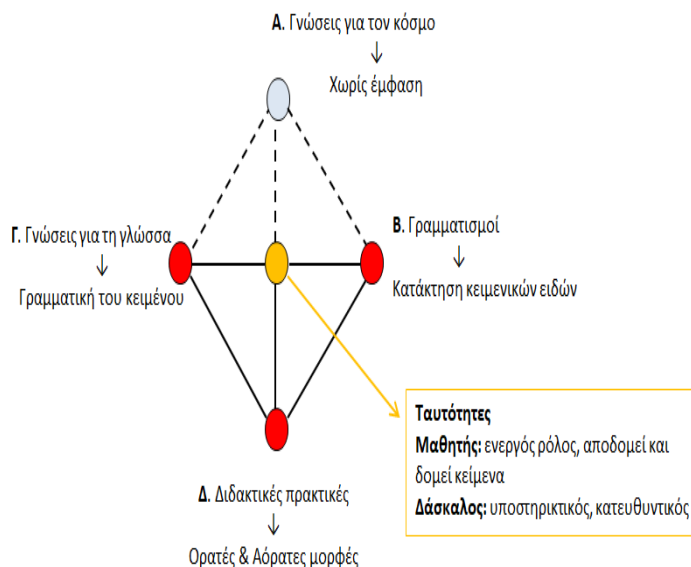 Α. Γνώσεις για τον κόσμο
Χωρίς έμφαση
Γ. Γνώσεις για τη γλώσσα
Γραμματική του κειμένου
Β. Γραμματισμοί
Κατάκτηση κειμενικών ειδών
Ταυτότητες
Μαθητής: ενεργός ρόλος, αποδομεί και
δομεί κείμενα
Δάσκαλος: υποστηρικτικός, κατευθυντικός
Δ. Διδακτικές πρακτικές
Ορατές & Αόρατες μορφές